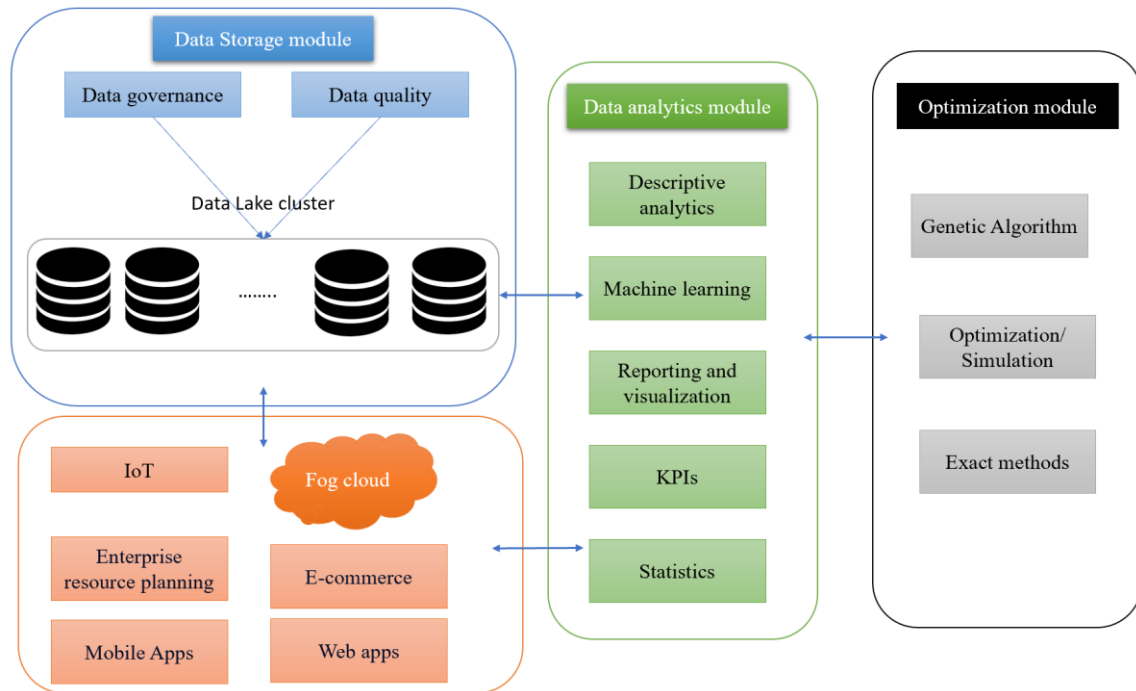 Data Storage module
Data governance
Data quality
Data Lake cluster
........
IoT
Fog cloud
Enterprise
resource planning
E-commerce
Mobile Apps
Web apps
Data analytics module
Descriptive
analytics
Machine learning
Reporting and
visualization
KPIs
Statistics
Optimization module
Genetic Algorithm
Optimization/
Simulation
Exact methods